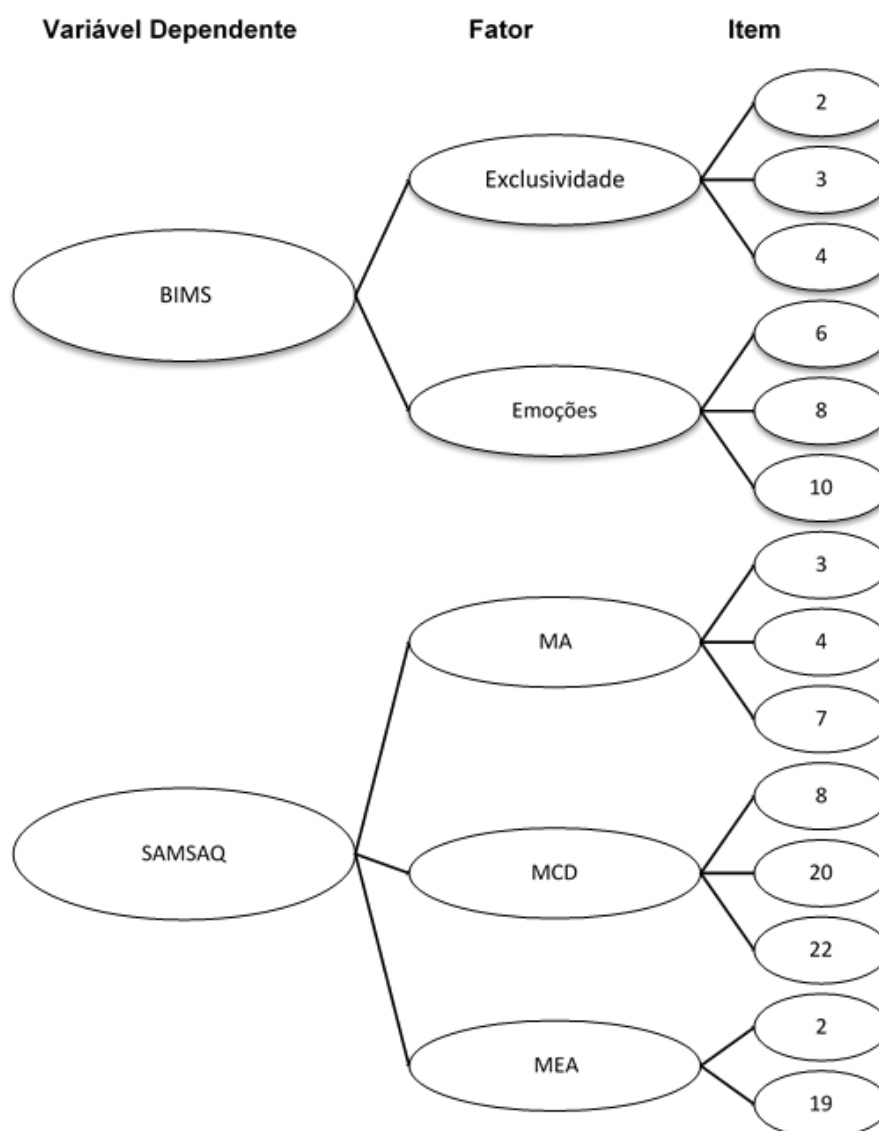 Variável Dependente Fator Item
2
Exclusividade
3
4
BIMS
6
Emoções
8
10
3
MA
4
7
8
SAMSAQ
MCD
20
22
2
MEA
19